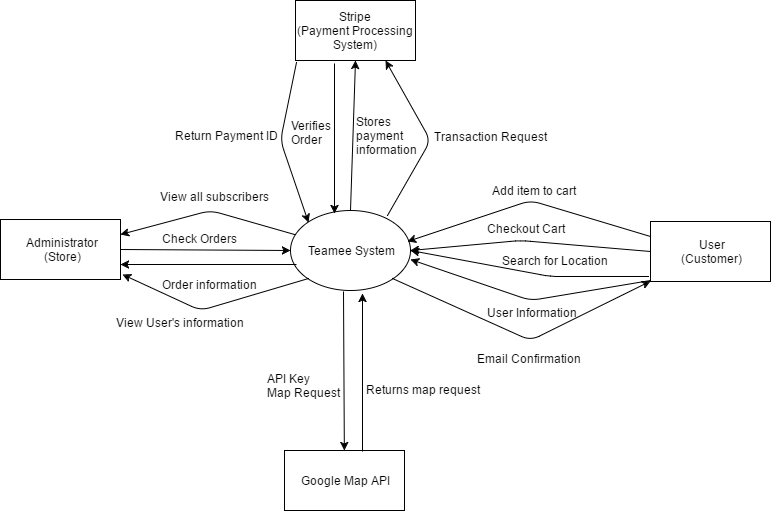 Stripe
(Payment Processing
System)
Return Payment ID
Verifies
Order
Stores
payment
information
Transaction Request
View all subscribers
Add item to cart
Administrator
(Store)
Check Orders
Teamee System
Checkout Cart
User
(Customer)
Search for Location
Order information
View User's information
User Information
Email Confirmation
API Key
Map Request
Returns map request
Google Map API